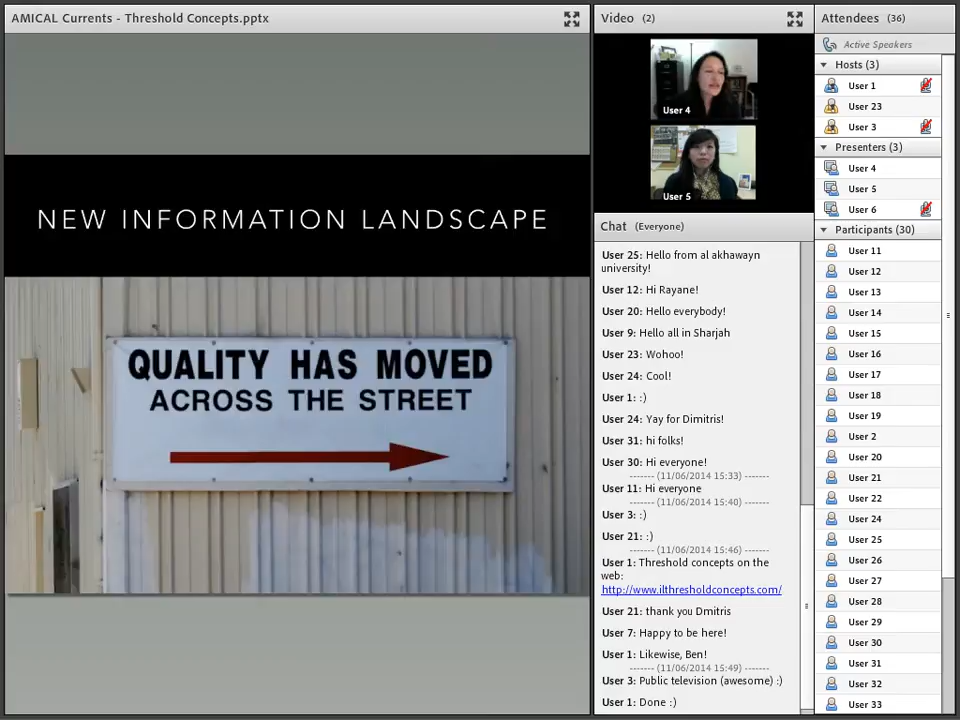 AMICAL Currents - Threshold Concepts.pptx
NEW INFORMATION LANDSCAPE
QUALITY HAS MOVED
ACROSS THE STREET
Video (2)
User 4
User 5
Chat (Everyone)
User 25: Hello from al akhawayn
university!
User 12: Hi Rayane!
User 20: Hello everybody!
User 9: Hello all in Sharjah
User 23: Wohoo!
User 24: Cool!
User 1: :)
User 24: Yay for Dimitris!
User 31: hi folks!
User 30: Hi everyone!
------- (11/06/2014 15:33) -------
User 11: Hi everyone
------- (11/06/2014 15:40) -------
User 3: :)
User 21: :)
------- (11/06/2014 15:46) -------
User 1: Threshold concepts on the
web:
http://www.ilthresholdconcepts.com/
User 21: thank you Dmitris
User 7: Happy to be here!
User 1: Likewise, Ben!
------- (11/06/2014 15:49) -------
User 3: Public television (awesome) :)
User 1: Done :)
Attendees (36)
Active Speakers
Hosts (3)
User 1
User 23
User 3
Presenters (3)
User 4
User 5
User 6
Participants (30)
User 11
User 12
User 13
User 14
User 15
User 16
User 17
User 18
User 19
User 2
User 20
User 21
User 22
User 24
User 25
User 26
User 27
User 28
User 29
User 30
User 31
User 32
User 33